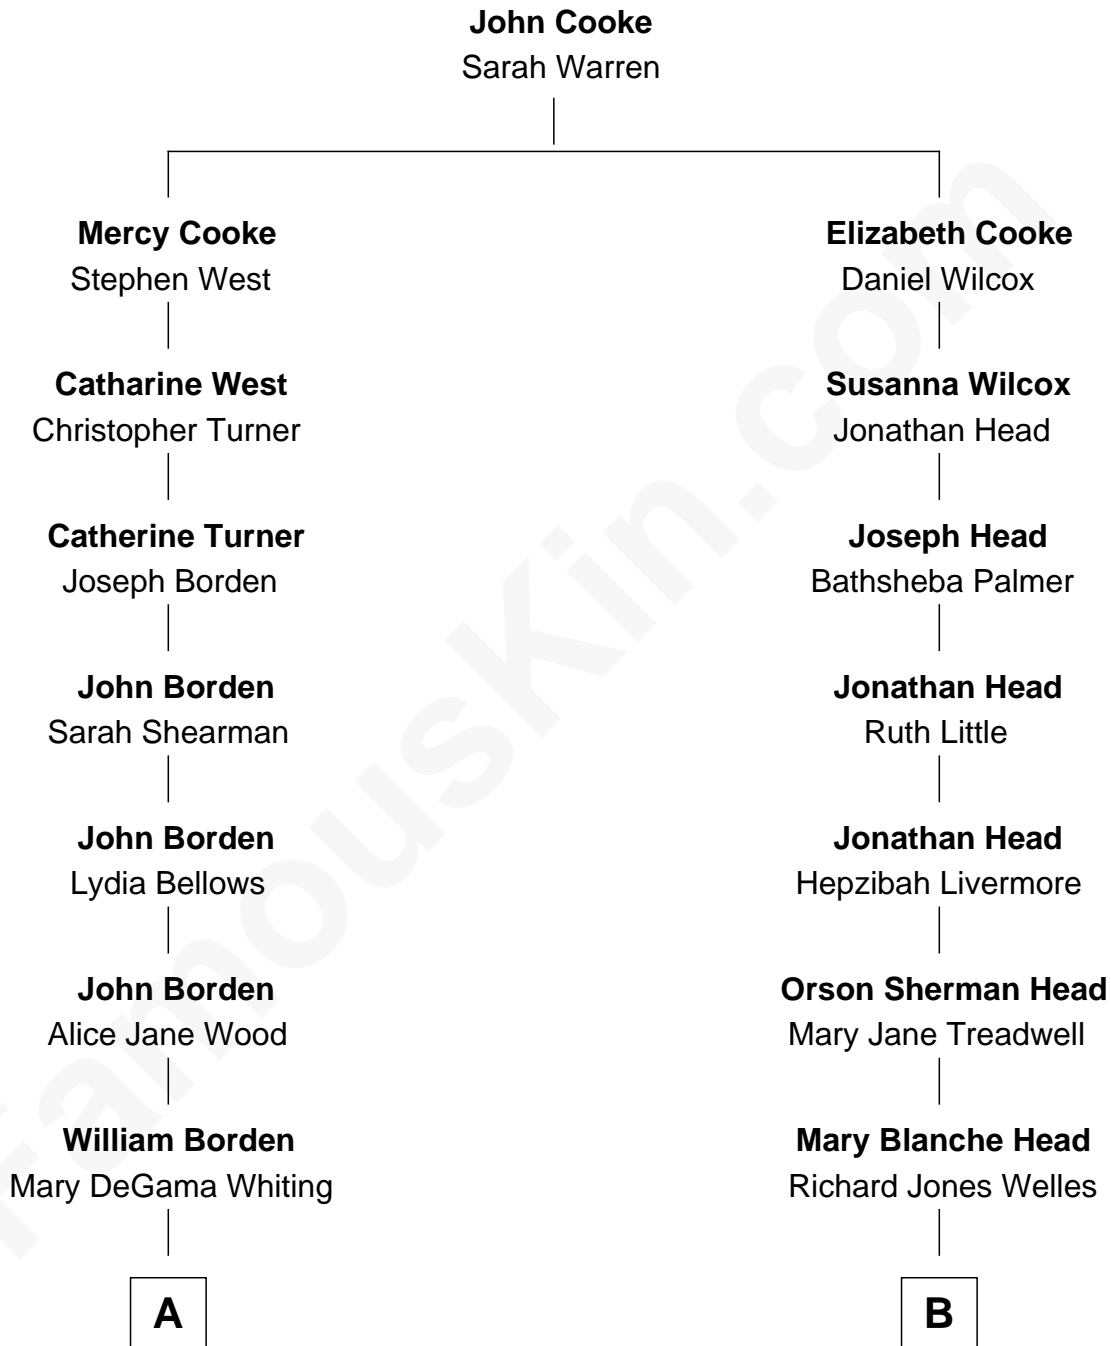 John Cooke
Sarah Warren
Mercy Cooke
Stephen West
Elizabeth Cooke
Daniel Wilcox
Catharine West
Christopher Turner
Susanna Wilcox
Jonathan Head
Catherine Turner
Joseph Borden
Joseph Head
Bathsheba Palmer
John Borden
Sarah Shearman
Jonathan Head
Ruth Little
John Borden
Lydia Bellows
Jonathan Head
Hepzibah Livermore
John Borden
Alice Jane Wood
Orson Sherman Head
Mary Jane Treadwell
William Borden
Mary DeGama Whiting
Mary Blanche Head
Richard Jones Welles
A
B
FamousKin.com